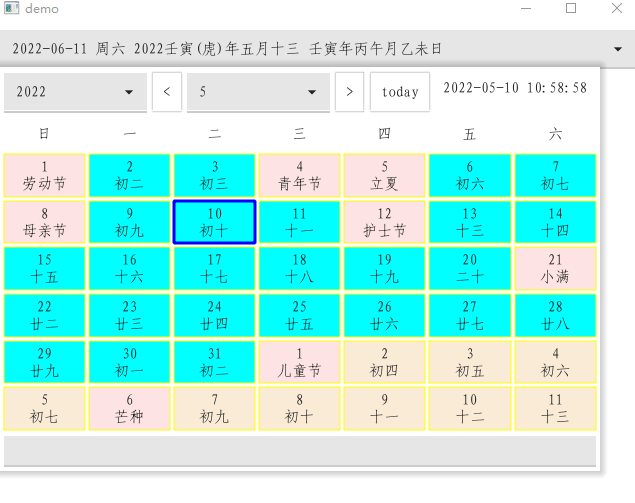 demo
2022-06-11 周六 2022壬寅(虎)年五月十三 壬寅年丙午月乙未日
2022 < 5 > today 2022-05-10 10:58:58
日 一 二 三 四 五 六
1 2 3 4 5 6 7
劳动节 初二 初三 青年节 立夏 初六 初七
8 9 10 11 12 13 14
母亲节 初九 初十 十一 护士节 十三 十四
15 16 17 18 19 20 21
十五 十六 十七 十八 十九 二十 小满
22 23 24 25 26 27 28
廿二 廿三 廿四 廿五 廿六 廿七 廿八
29 30 31 1 2 3 4
廿九 初一 初二 儿童节 初四 初五 初六
5 6 7 8 9 10 11
初七 芒种 初九 初十 十一 十二 十三